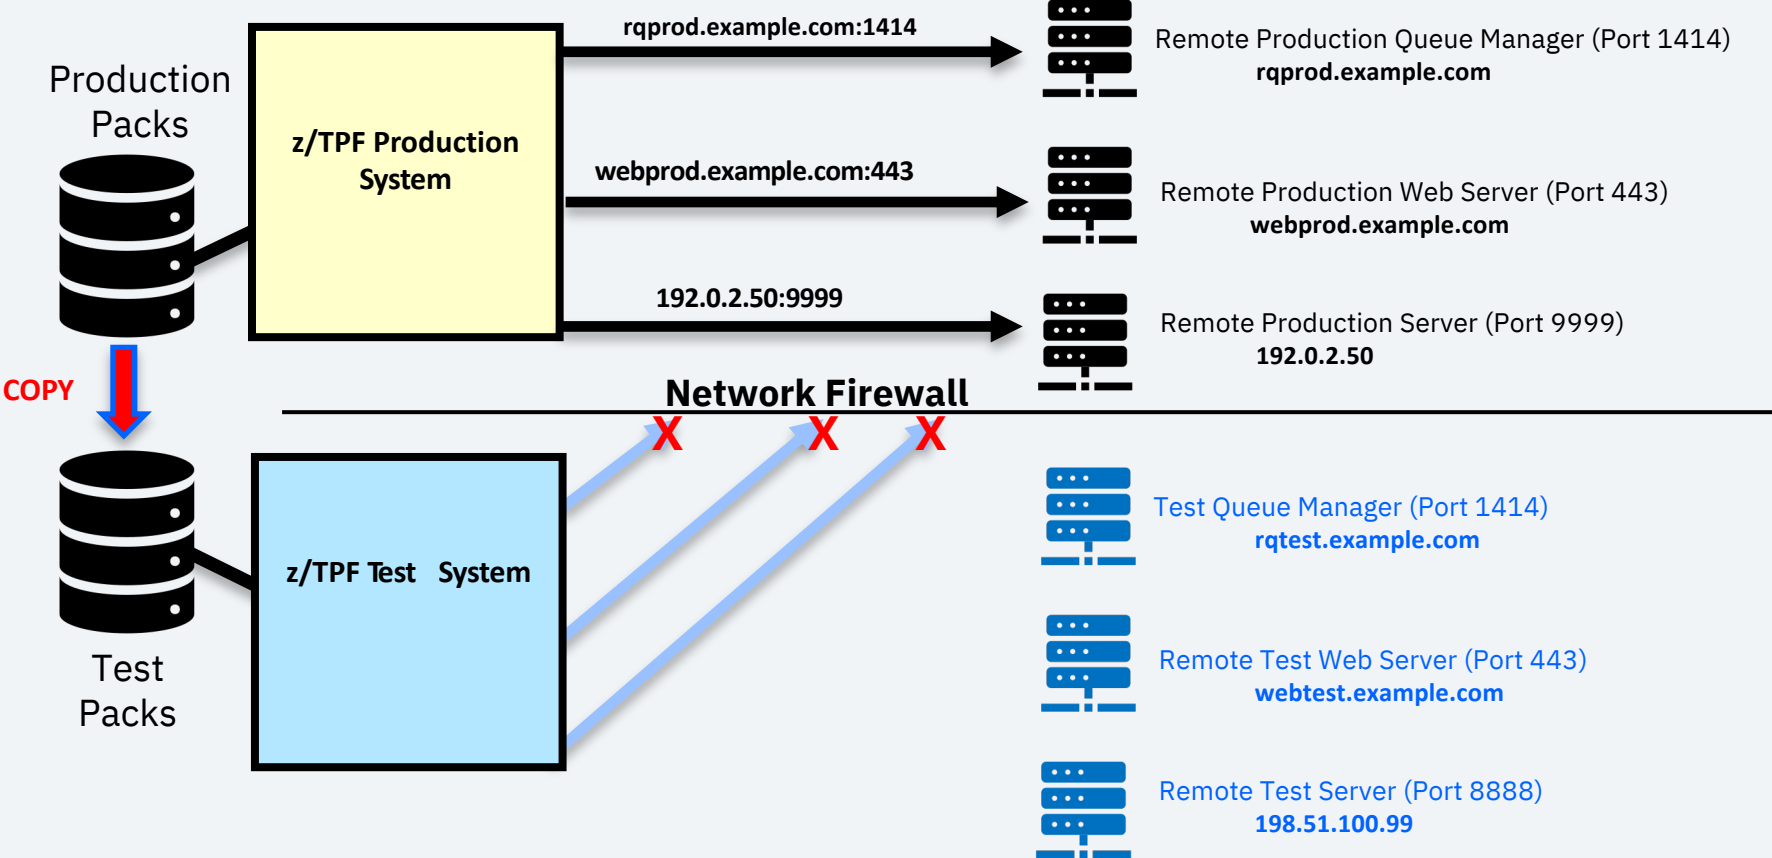 rqprod.example.com:1414
Remote Production Queue Manager (Port 1414)
rqprod.example.com
Production
Packs
z/TPF Production
System
webprod.example.com:443
Remote Production Web Server (Port 443)
webprod.example.com
192.0.2.50:9999
Remote Production Server (Port 9999)
192.0.2.50
COPY
Network Firewall
X X X
Test Queue Manager (Port 1414)
rqtest.example.com
z/TPF Test System
Test
Packs
Remote Test Web Server (Port 443)
webtest.example.com
Remote Test Server (Port 8888)
198.51.100.99